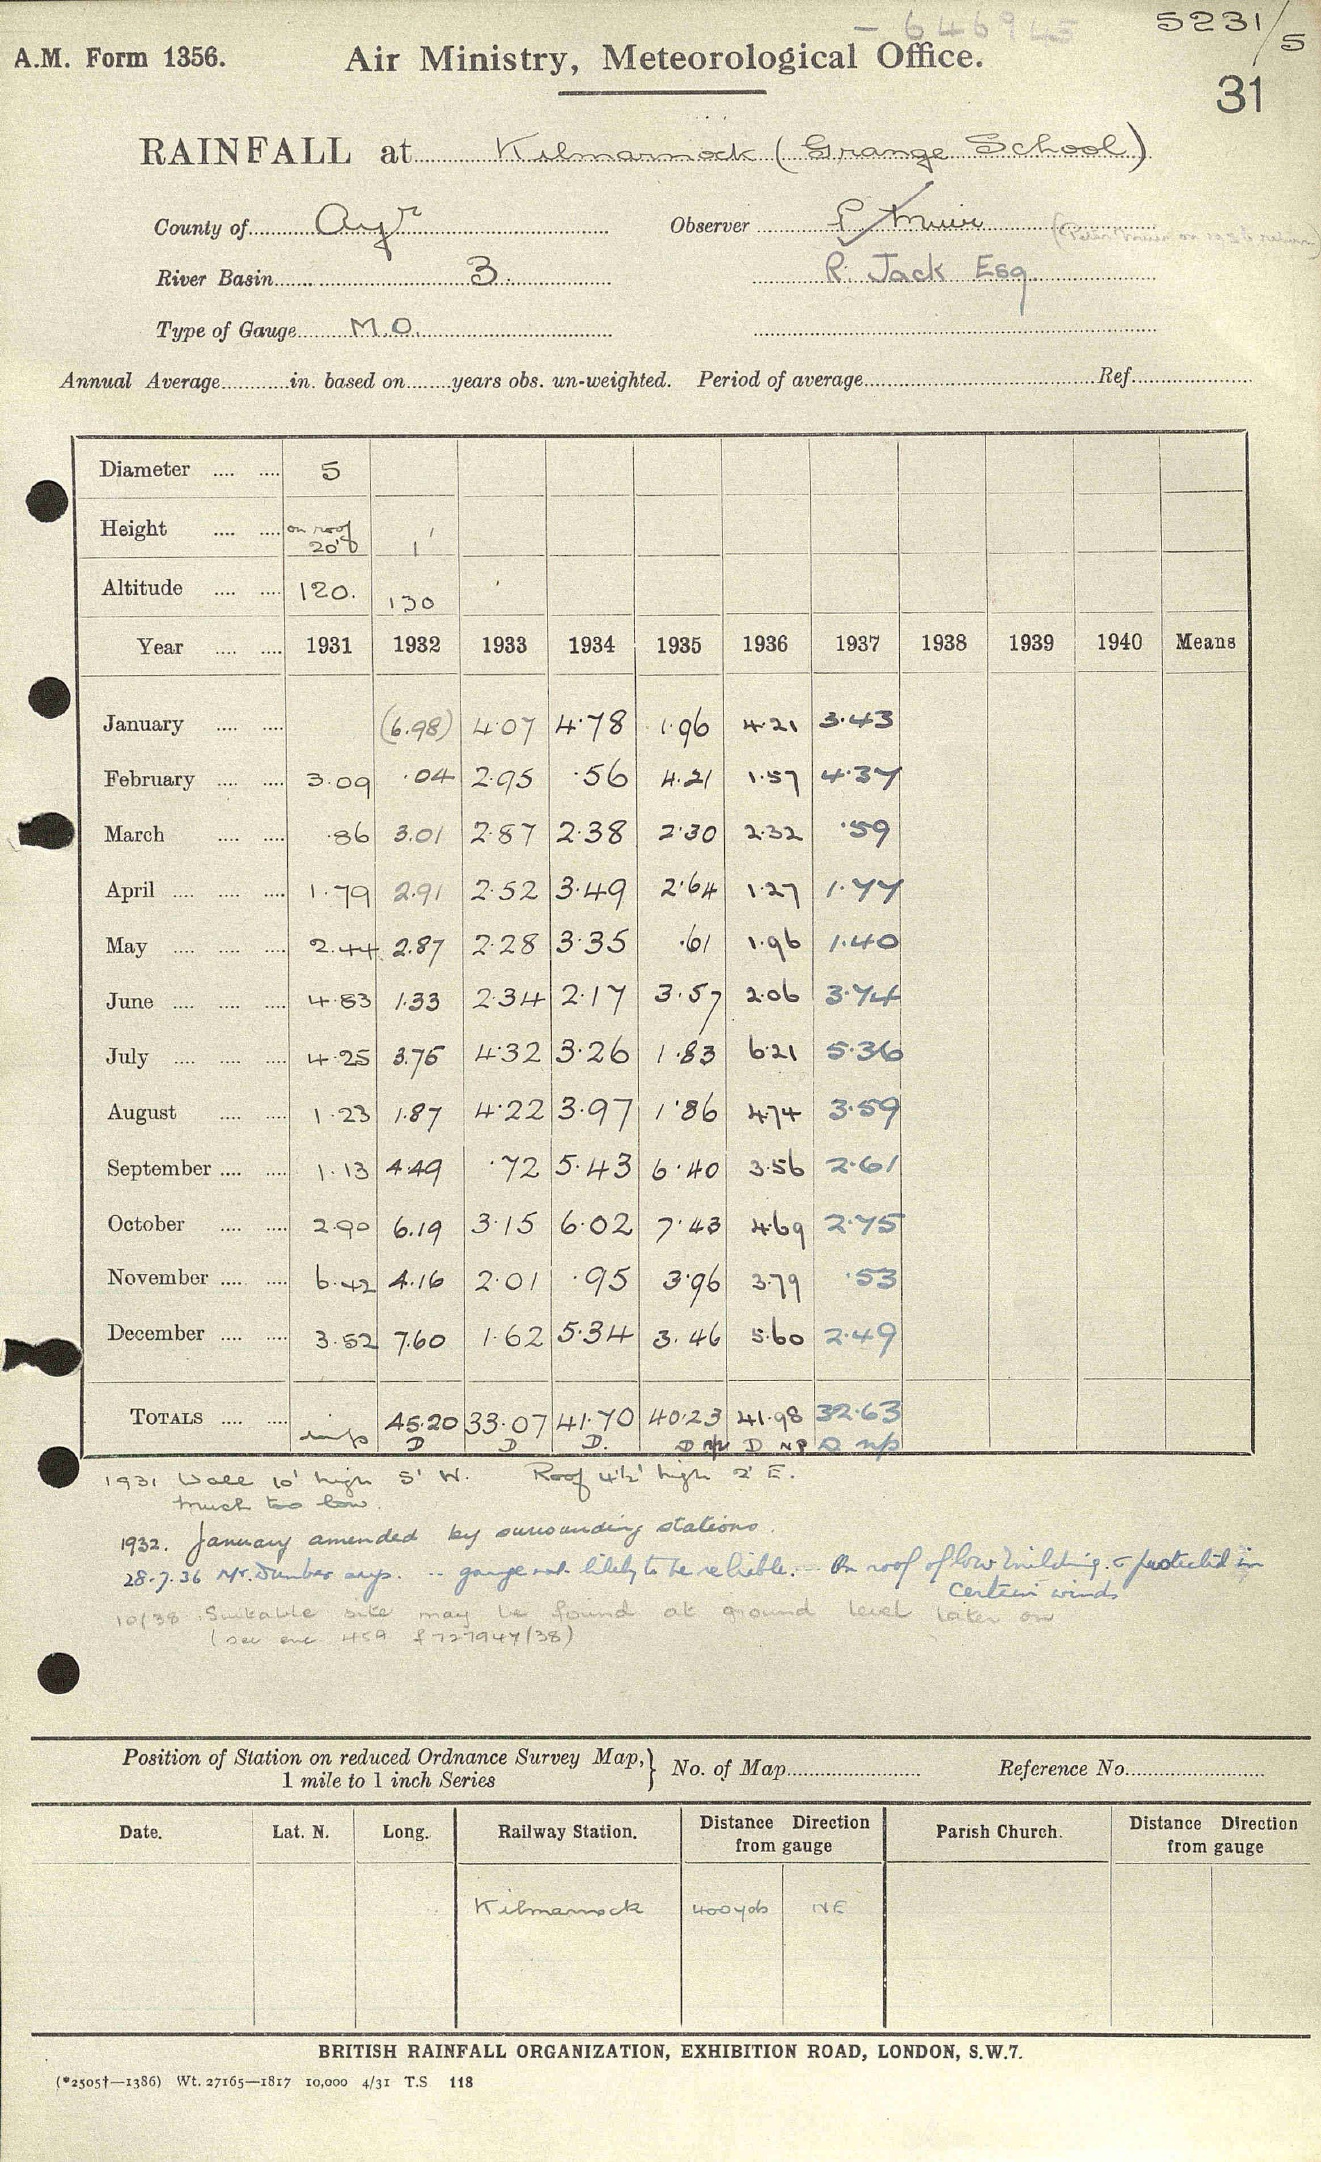 - 646945
5231/5
A.M. Form 1356.
Air Ministry, Meteorological Office.
31
RAINFALL at Kilmarnock (Grange School)
County of Ayr Observer P. Muir
River Basin 3. R. Jack Esq
Type of Gauge M.O.
Annual Average in. based on years obs. un-weighted. Period of average Ref.
Diameter 5
Height on roof 20'0 1'
Altitude 120. 130
Year 1931 1932 1933 1934 1935 1936 1937 1938 1939 1940 Means
January (6.98) 4.07 4.78 1.96 4.21 3.43
February 3.09 .04 2.95 .56 4.21 1.57 4.37
March .86 3.01 2.87 2.38 2.30 2.32 .59
April 1.79 2.91 2.52 3.49 2.64 1.27 1.77
May 2.44 2.87 2.28 3.35 .61 1.96 1.40
June 4.83 1.33 2.34 2.17 3.57 2.06 3.74
July 4.25 3.75 4.32 3.26 1.83 6.21 5.36
August 1.23 1.87 4.22 3.97 1.86 4.74 3.59
September 1.13 4.49 .72 5.43 6.40 3.56 2.61
October 2.90 6.19 3.15 6.02 7.43 4.69 2.75
November 6.42 4.16 2.01 .95 3.96 3.79 .53
December 3.52 7.60 1.62 5.34 3.46 5.60 2.49
TOTALS 45.20 33.07 41.70 40.23 41.98 32.63
D D D. D np D NP D np
1931 Wall 10' high 5' W. Roof 4½' high 2' E.
Much too low.
1932. January amended by surrounding stations.
28.7.36 Mr. Dunbar says. -- gauge not likely to be reliable. - On roof of low building. & protected in
certain winds
10/38 Suitable site may be found at ground level later on
(see enc 459 f 727947/38)
Position of Station on reduced Ordnance Survey Map, 1 mile to 1 inch Series } No. of Map Reference No.
Date. Lat. N. Long. Railway Station. Distance Direction from gauge Parish Church. Distance Direction from gauge
Kilmarnock 400 yds NE
BRITISH RAINFALL ORGANIZATION, EXHIBITION ROAD, LONDON, S.W.7.
(*2505†—1386) Wt. 27165—1817 10,000 4/31 T.S 118